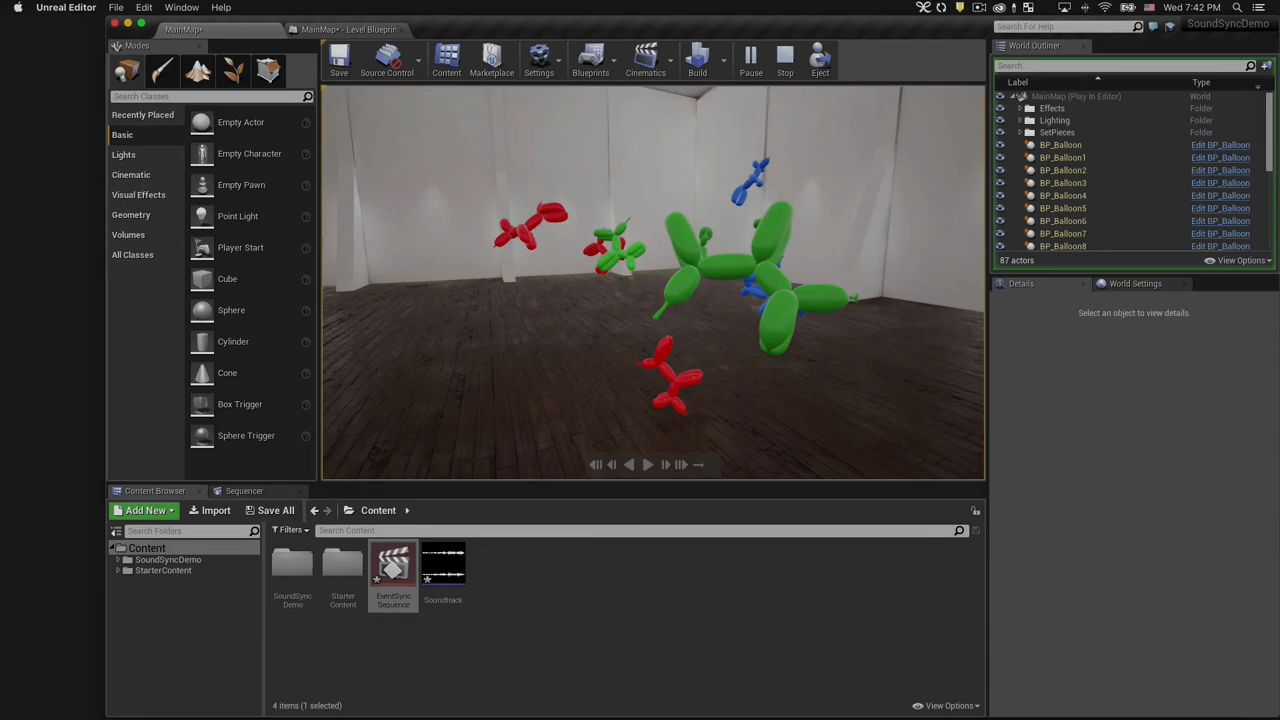 Unreal Editor File Edit Window Help
Wed 7:42 PM
MainMap* MainMap* - Level Blueprint
Search For Help
SoundSyncDemo
Modes
Save Source Control Content Marketplace Settings Blueprints Cinematics Build Pause Stop Eject
Search Classes
Recently Placed
Basic
Lights
Cinematic
Visual Effects
Geometry
Volumes
All Classes
Empty Actor
Empty Character
Empty Pawn
Point Light
Player Start
Cube
Sphere
Cylinder
Cone
Box Trigger
Sphere Trigger
World Outliner
Search...
Label Type
MainMap (Play In Editor) World
Effects Folder
Lighting Folder
SetPieces Folder
BP_Balloon Edit BP_Balloon
BP_Balloon1 Edit BP_Balloon
BP_Balloon2 Edit BP_Balloon
BP_Balloon3 Edit BP_Balloon
BP_Balloon4 Edit BP_Balloon
BP_Balloon5 Edit BP_Balloon
BP_Balloon6 Edit BP_Balloon
BP_Balloon7 Edit BP_Balloon
BP_Balloon8 Edit BP_Balloon
87 actors View Options
Details World Settings
Select an object to view details.
Content Browser Sequencer
Add New Import Save All Content
Search Folders
Filters Search Content
Content
SoundSyncDemo
StarterContent
SoundSync
Demo
Starter
Content
EventSync
Sequence
Soundtrack
4 items (1 selected) View Options